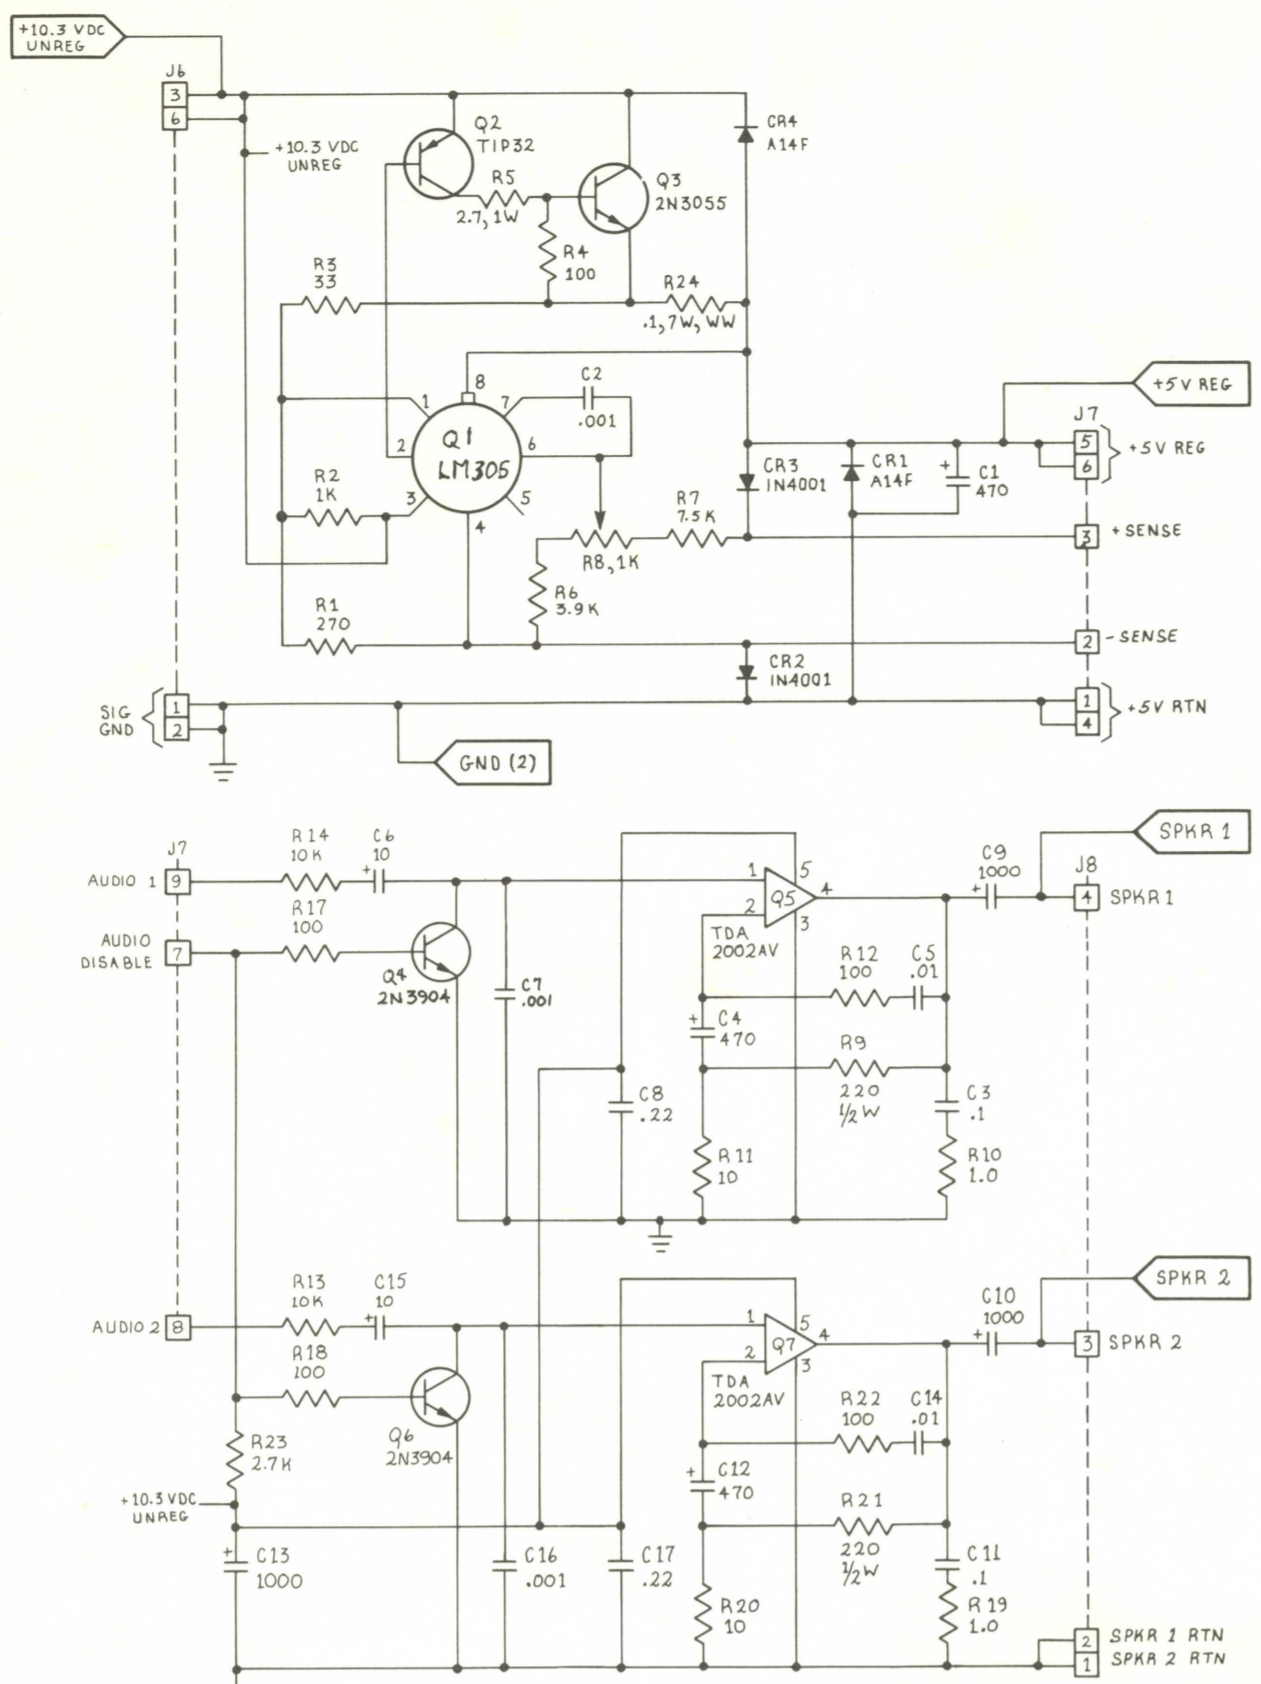 +10.3 VDC
UNREG
J6
3
6
+10.3 VDC
UNREG
Q2
TIP32
R5
2.7, 1W
Q3
2N3055
CR4
A14F
R4
100
R3
33
R24
.1, 7W, WW
+5V REG
8
C2
.001
1
7
2
Q1
LM305
6
3
5
4
R2
1K
J7
5
6
+5V REG
CR3
IN4001
CR1
A14F
+
C1
470
R7
7.5K
R8, 1K
3
+ SENSE
R6
3.9K
R1
270
2
- SENSE
CR2
IN4001
SIG
GND
1
2
1
4
+5V RTN
GND (2)
SPKR 1
J7
AUDIO 1
9
R14
10K
C6
10
+
R17
100
AUDIO
DISABLE
7
Q4
2N3904
C7
.001
1
2
Q5
5
4
3
TDA
2002AV
C9
1000
+
J8
4
SPKR1
R12
100
C5
.01
+
C4
470
R9
220
1/2W
C8
.22
C3
.1
R11
10
R10
1.0
SPKR 2
AUDIO 2
8
R13
10K
C15
10
+
R18
100
Q6
2N3904
1
2
Q7
5
4
3
TDA
2002AV
C10
1000
+
3
SPKR 2
R22
100
C14
.01
R23
2.7K
+
C12
470
R21
220
1/2W
+10.3 VDC
UNREG
+
C13
1000
C16
.001
C17
.22
C11
.1
R20
10
R19
1.0
2
SPKR 1 RTN
1
SPKR 2 RTN